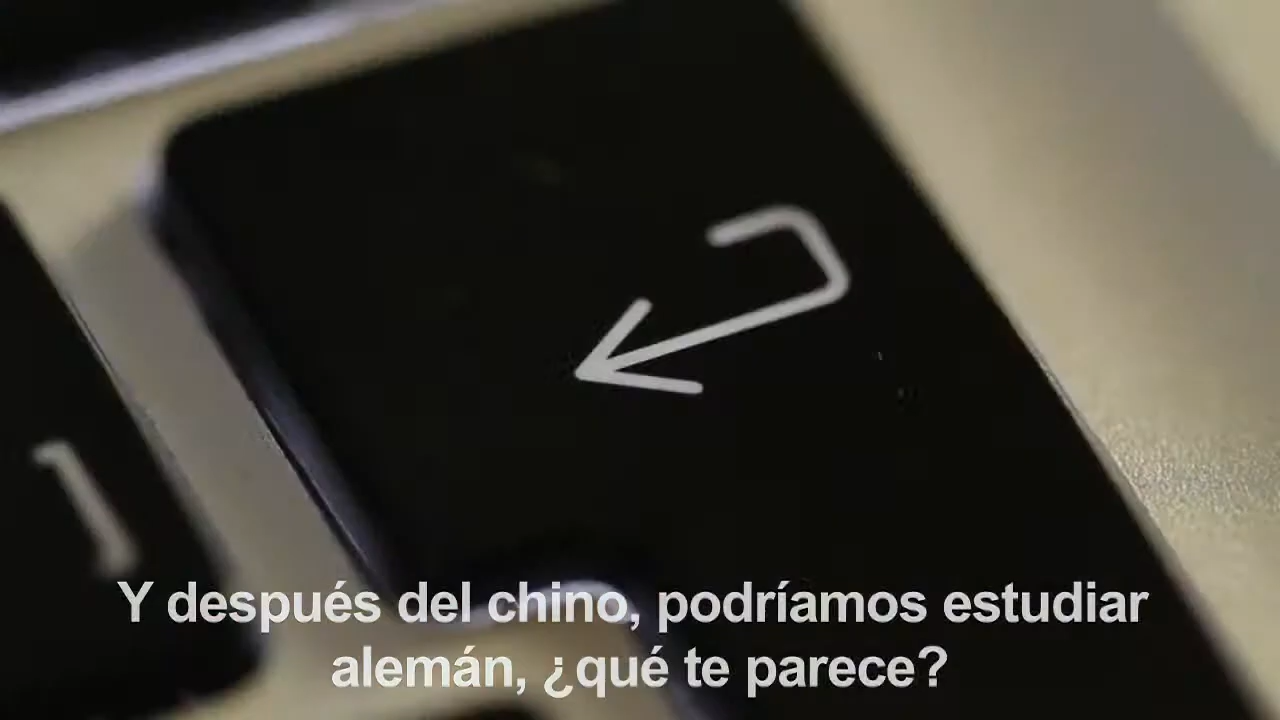 ]
Y después del chino, podríamos estudiar
alemán, ¿qué te parece?